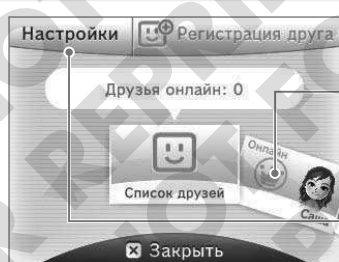 Настройки
Регистрация друга
Друзья онлайн: 0
Список друзей
Онлайн
Закрыть